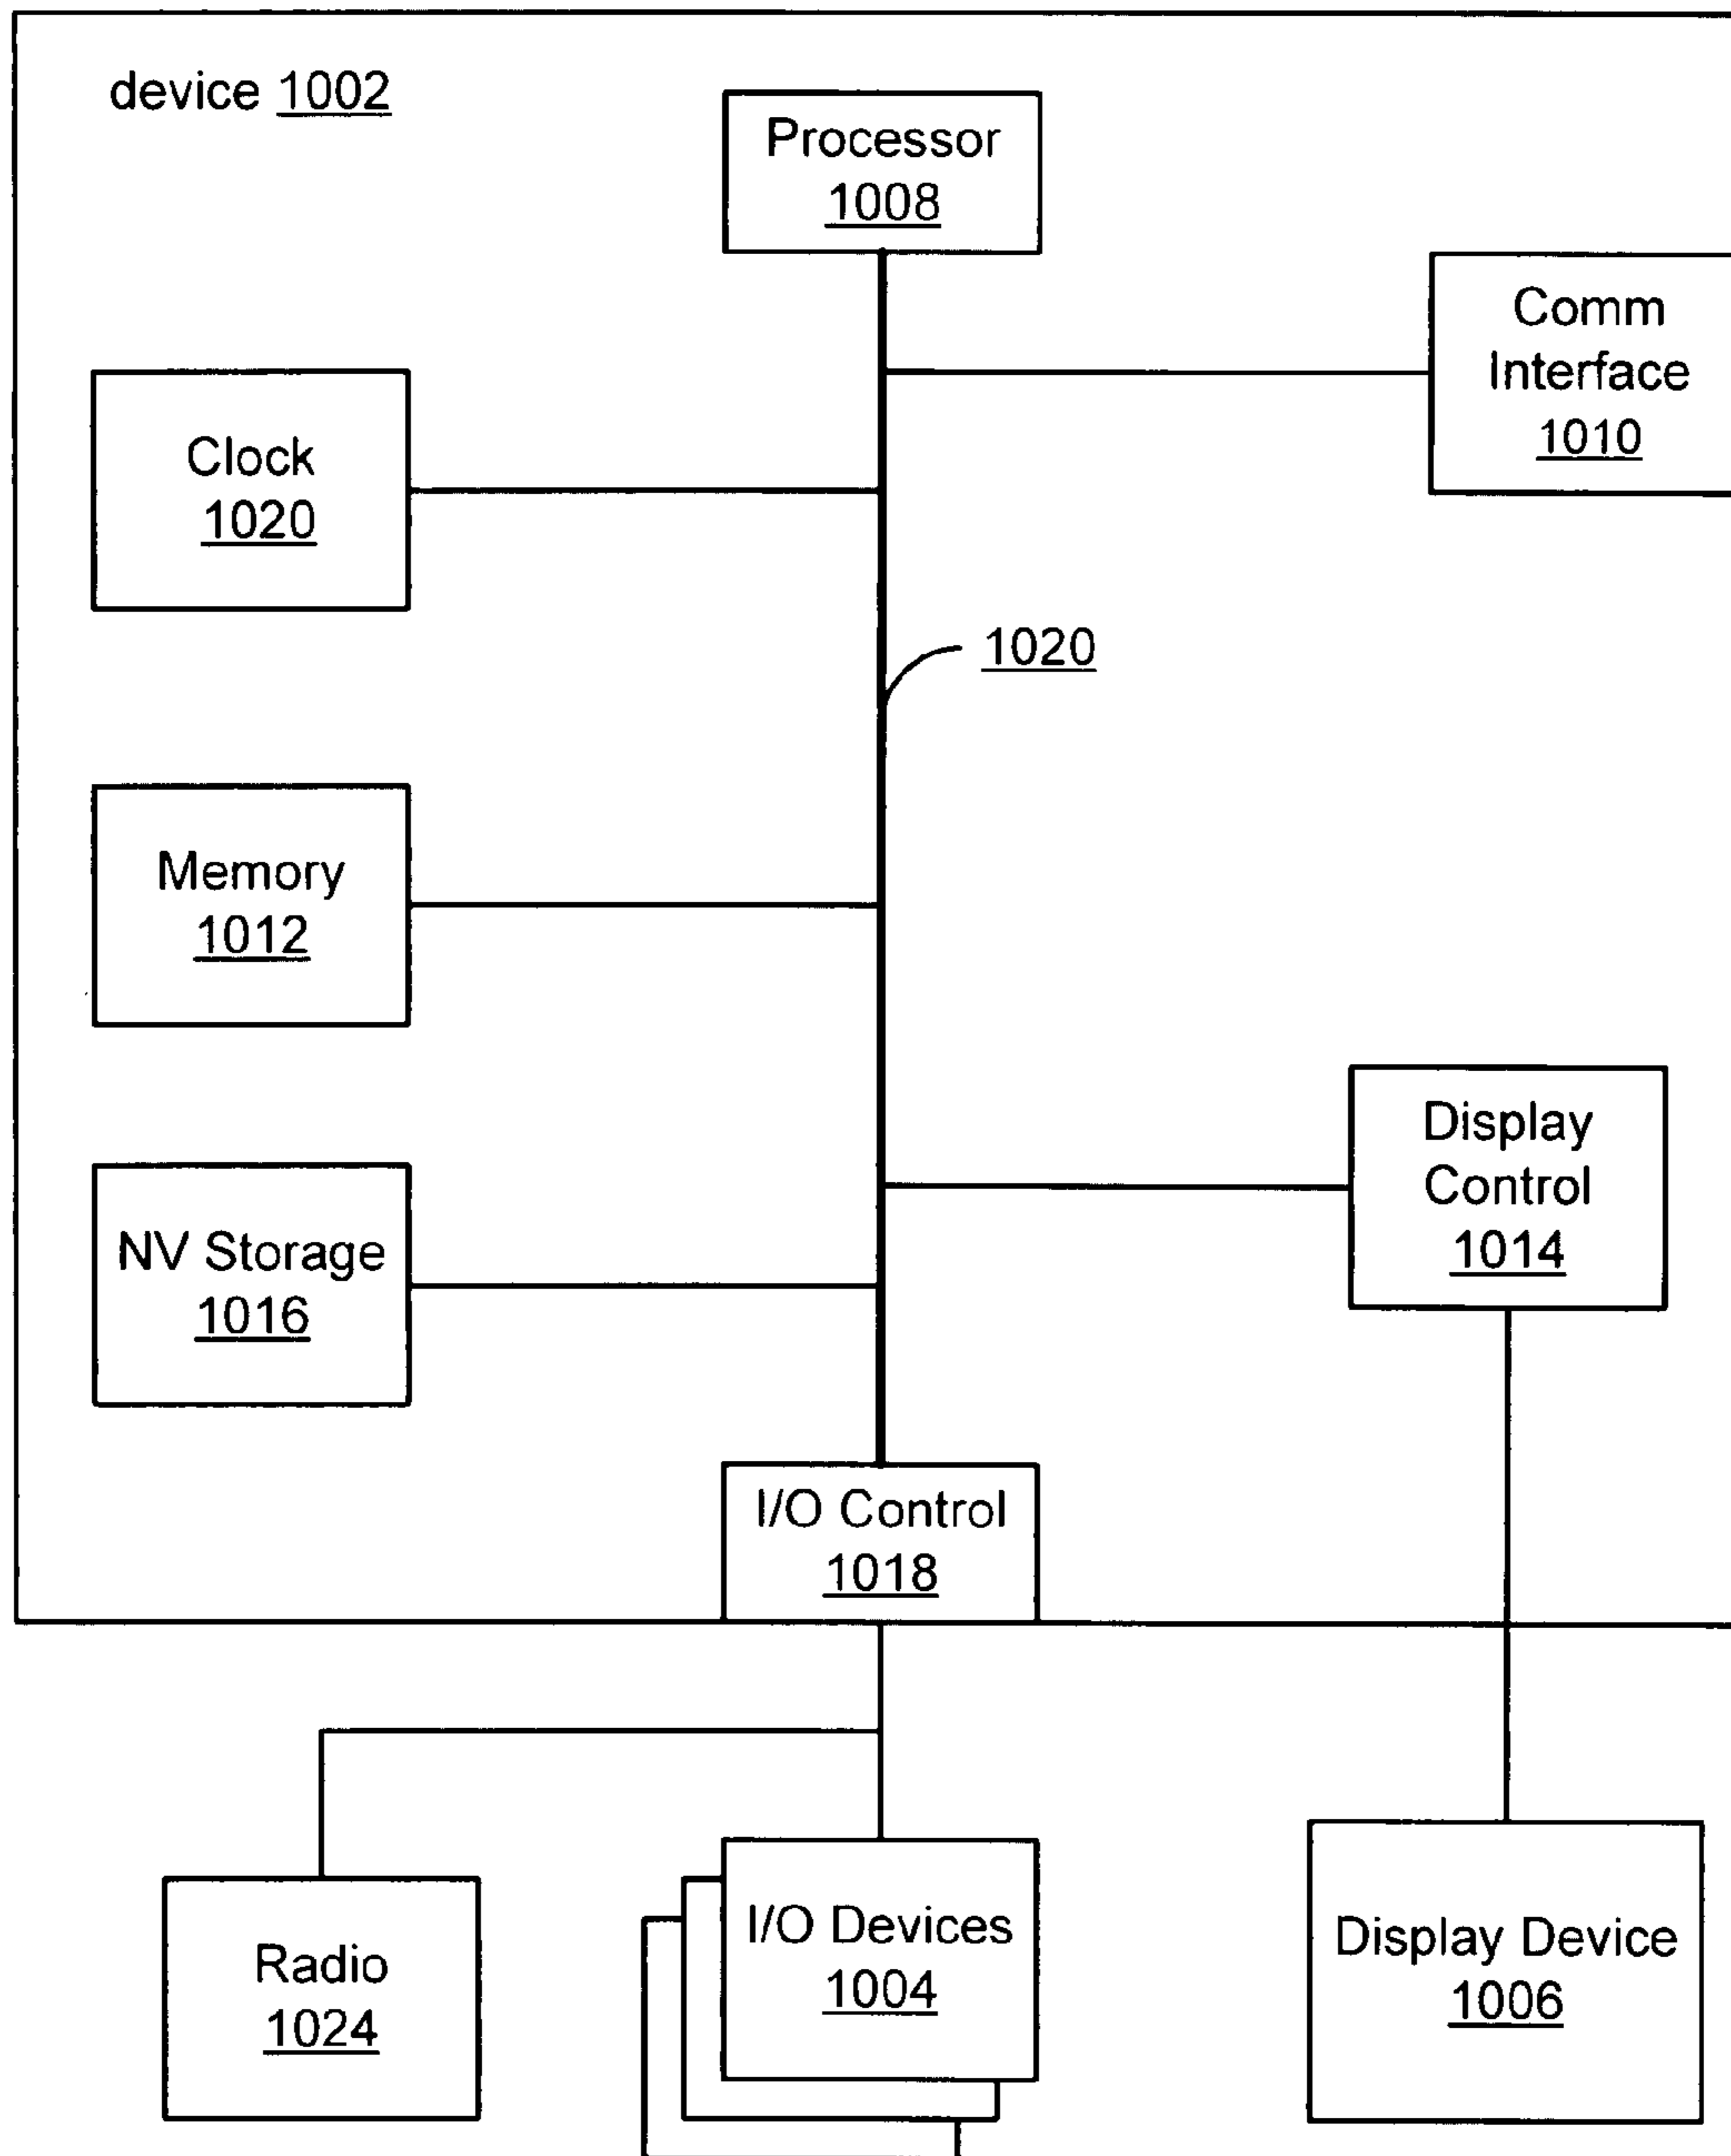 device 1002
Processor
1008
Comm
Interface
1010
Clock
1020
1020
Memory
1012
Display
Control
1014
NV Storage
1016
I/O Control
1018
I/O Devices
1004
Display Device
1006
Radio
1024